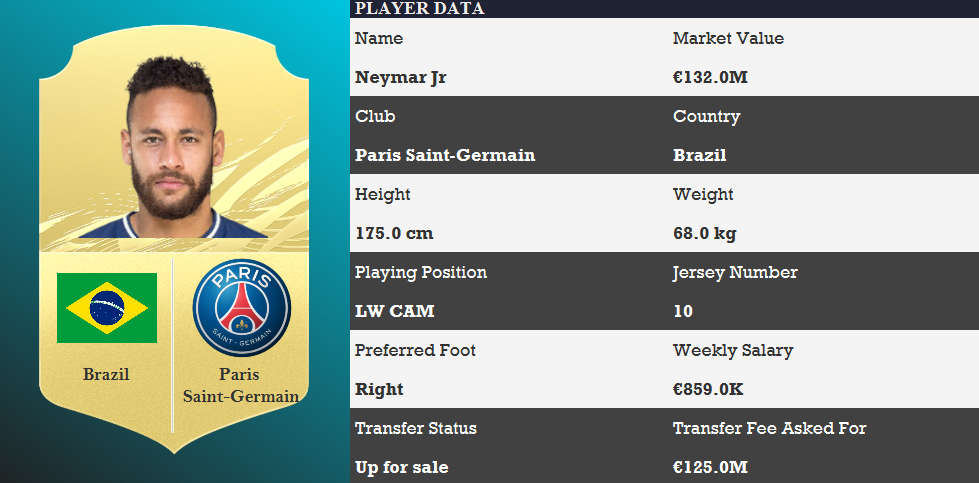 PLAYER DATA
Name Market Value
Neymar Jr €132.0M
Club Country
Paris Saint-Germain Brazil
Height Weight
175.0 cm 68.0 kg
Playing Position Jersey Number
LW CAM 10
Preferred Foot Weekly Salary
Right €859.0K
Transfer Status Transfer Fee Asked For
Up for sale €125.0M
PARIS
SAINT-GERMAIN
Brazil
Paris
Saint-Germain